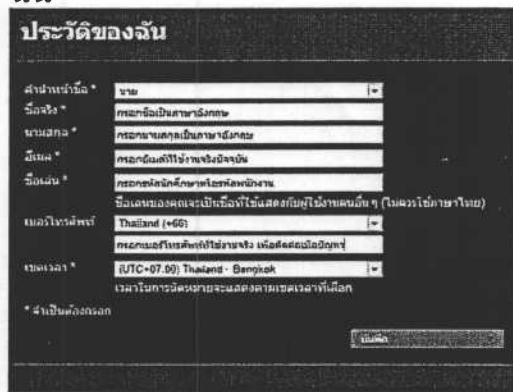 ประวัติของฉัน
คำนำหน้าชื่อ * นาย
ชื่อจริง * กรอกชื่อเป็นภาษาอังกฤษ
นามสกุล * กรอกนามสกุลเป็นภาษาอังกฤษ
อีเมล * กรอกอีเมล์ที่ใช้งานจริงปัจจุบัน
ชื่อเล่น * กรอกรหัสนักศึกษาหรือรหัสพนักงาน
ชื่อเล่นของคุณจะเป็นชื่อที่ใช้แสดงกับผู้ใช้งานคนอื่น ๆ (ไม่ควรใช้ภาษาไทย)
เบอร์โทรศัพท์ Thailand (+66)
กรอกเบอร์โทรศัพท์ที่ใช้งานจริง เพื่อติดต่อเมื่อมีปัญหา
เขตเวลา * (UTC+07:00) Thailand - Bangkok
เวลาในการนัดหมายจะแสดงตามเขตเวลาที่เลือก
* จำเป็นต้องกรอก
บันทึก